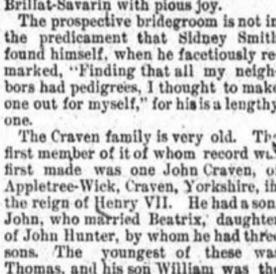 Brillat-Savarin with pious joy.
The prospective bridegroom is not in
the predicament that Sidney Smith
found himself, when he facetiously re
marked, "Finding that all my neigh
bors had pedigrees, I thought to make
one out for myself," for his is a length
one.
The Craven family is very old. The
first member of it of whom record wa
first made was one John Craven, o
Appletree-Wick, Craven, Yorkshire, in
the reign of Henry VII. He had a son
John, who married Beatrix, daughter
of John Hunter, by whom he had three
sons. The youngest of these was
Thomas, and his son William was th